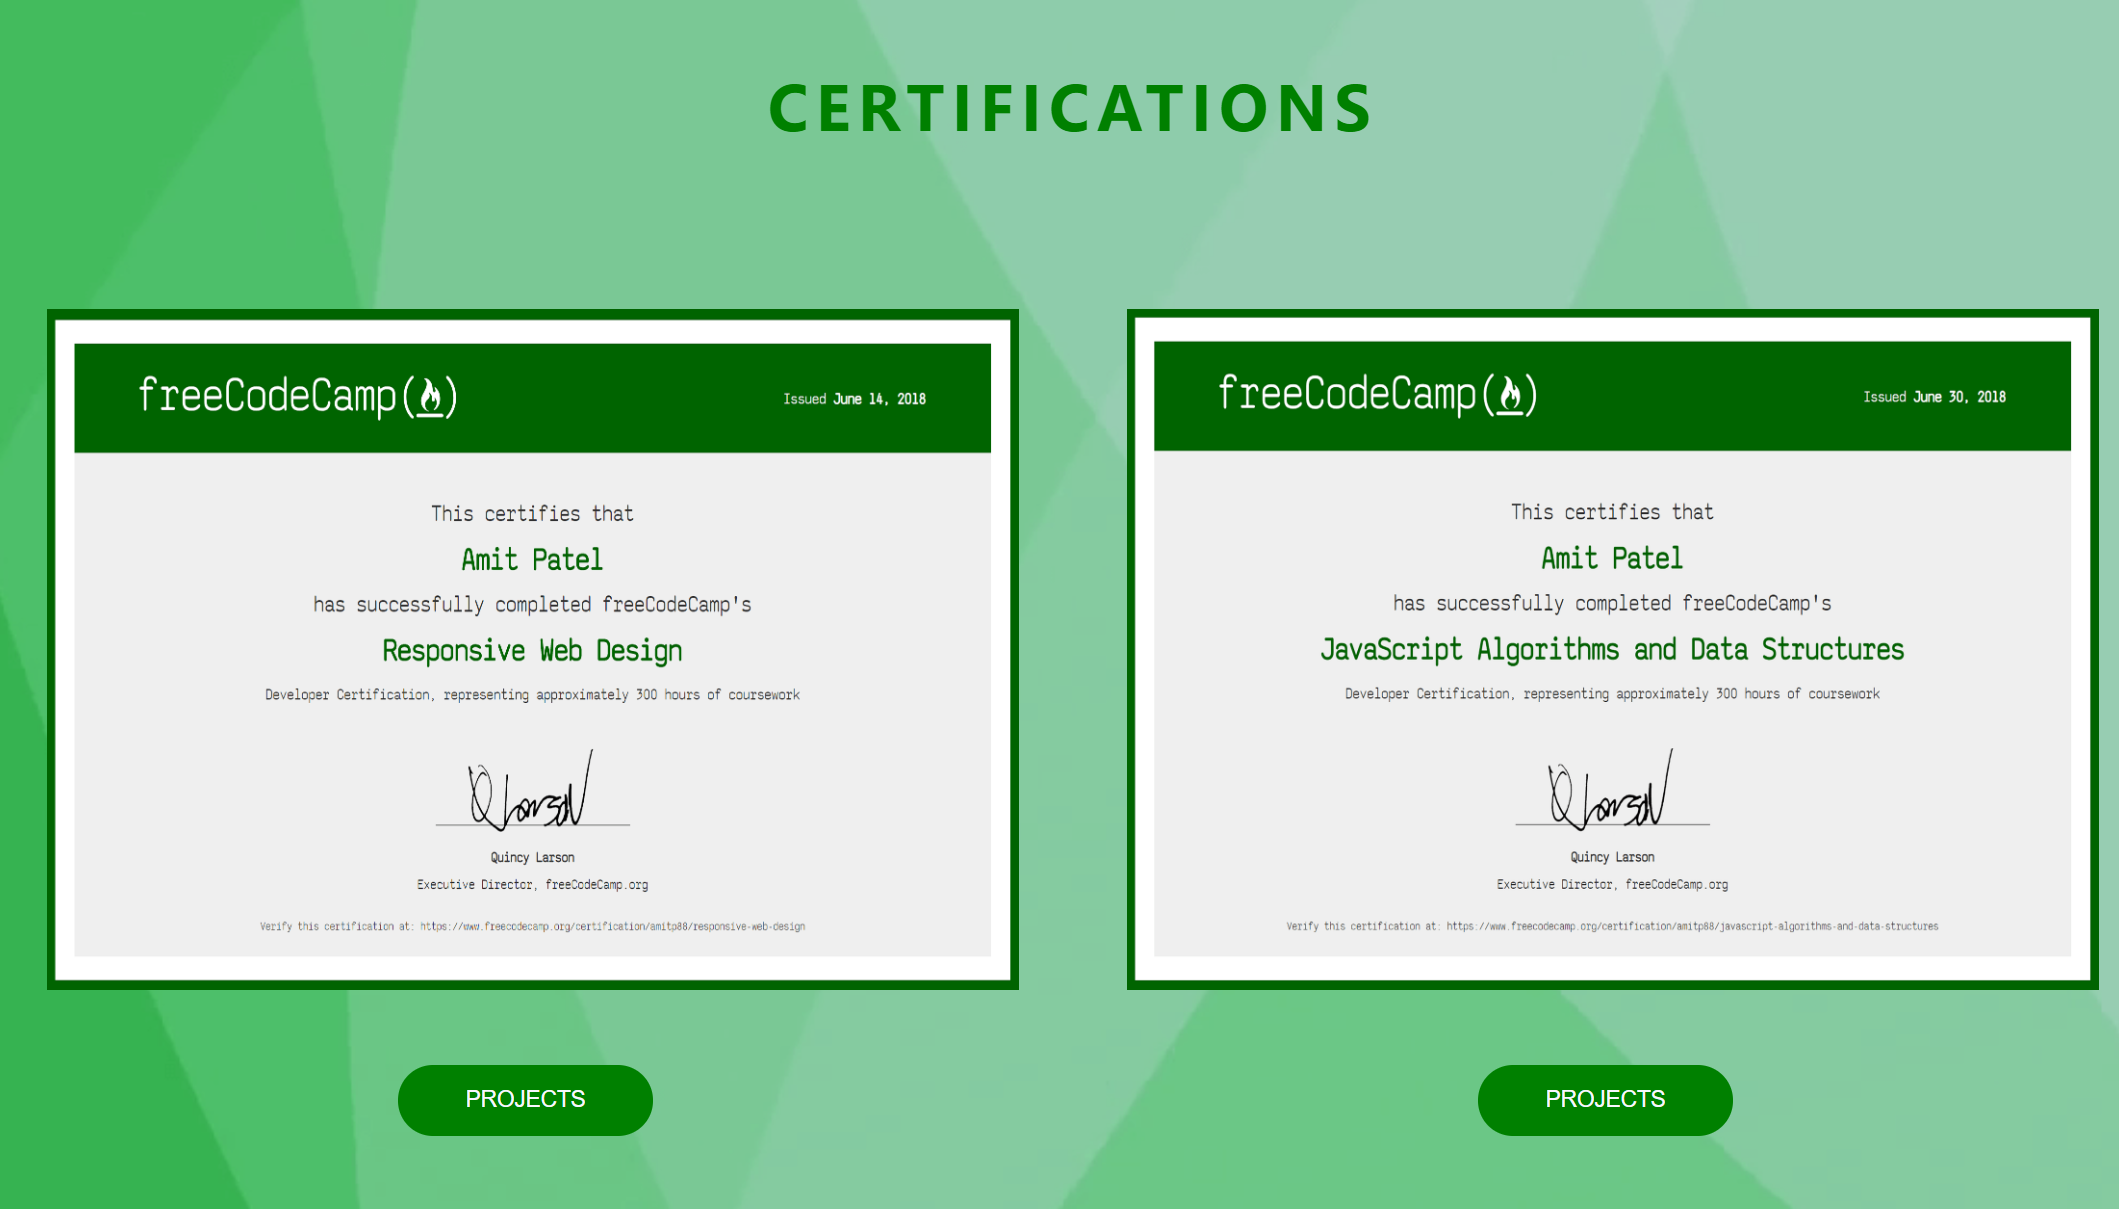 CERTIFICATIONS
freeCodeCamp
Issued June 14, 2018
This certifies that
Amit Patel
has successfully completed freeCodeCamp's
Responsive Web Design
Developer Certification, representing approximately 300 hours of coursework
Quincy Larson
Executive Director, freeCodeCamp.org
Verify this certification at: https://www.freecodecamp.org/certification/amitp88/responsive-web-design
PROJECTS
freeCodeCamp
Issued June 30, 2018
This certifies that
Amit Patel
has successfully completed freeCodeCamp's
JavaScript Algorithms and Data Structures
Developer Certification, representing approximately 300 hours of coursework
Quincy Larson
Executive Director, freeCodeCamp.org
Verify this certification at: https://www.freecodecamp.org/certification/amitp88/javascript-algorithms-and-data-structures
PROJECTS